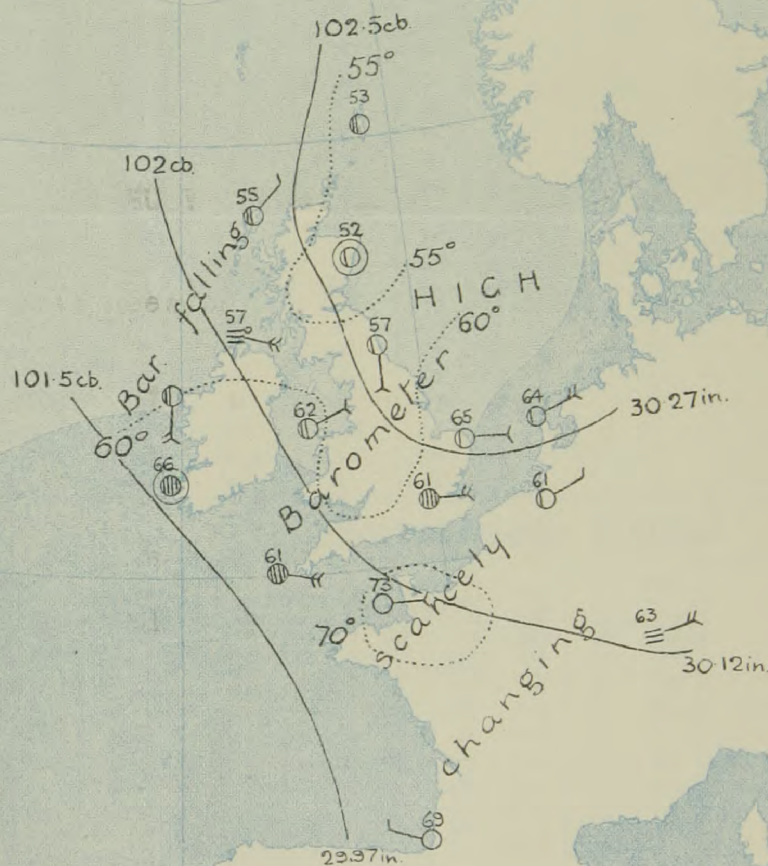 102·5cb.
55°
53
102cb.
55
52
55°
HIGH
falling
57
57
60°
101·5cb.
Bar
62
65
64
30·27in.
60°
66
61
61
Barometer
61
73
70°
scarcely
63
30·12in.
changing
69
29.97in.